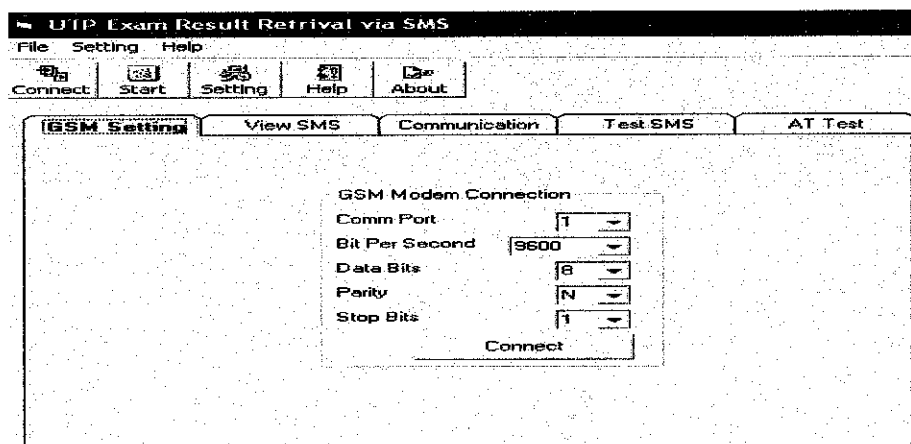 UTP Exam Result Retrival via SMS
File Setting Help
Connect Start Setting Help About
GSM Setting View SMS Communication Test SMS AT Test
GSM Modem Connection
Comm Port 1
Bit Per Second 9600
Data Bits 8
Parity N
Stop Bits 1
Connect